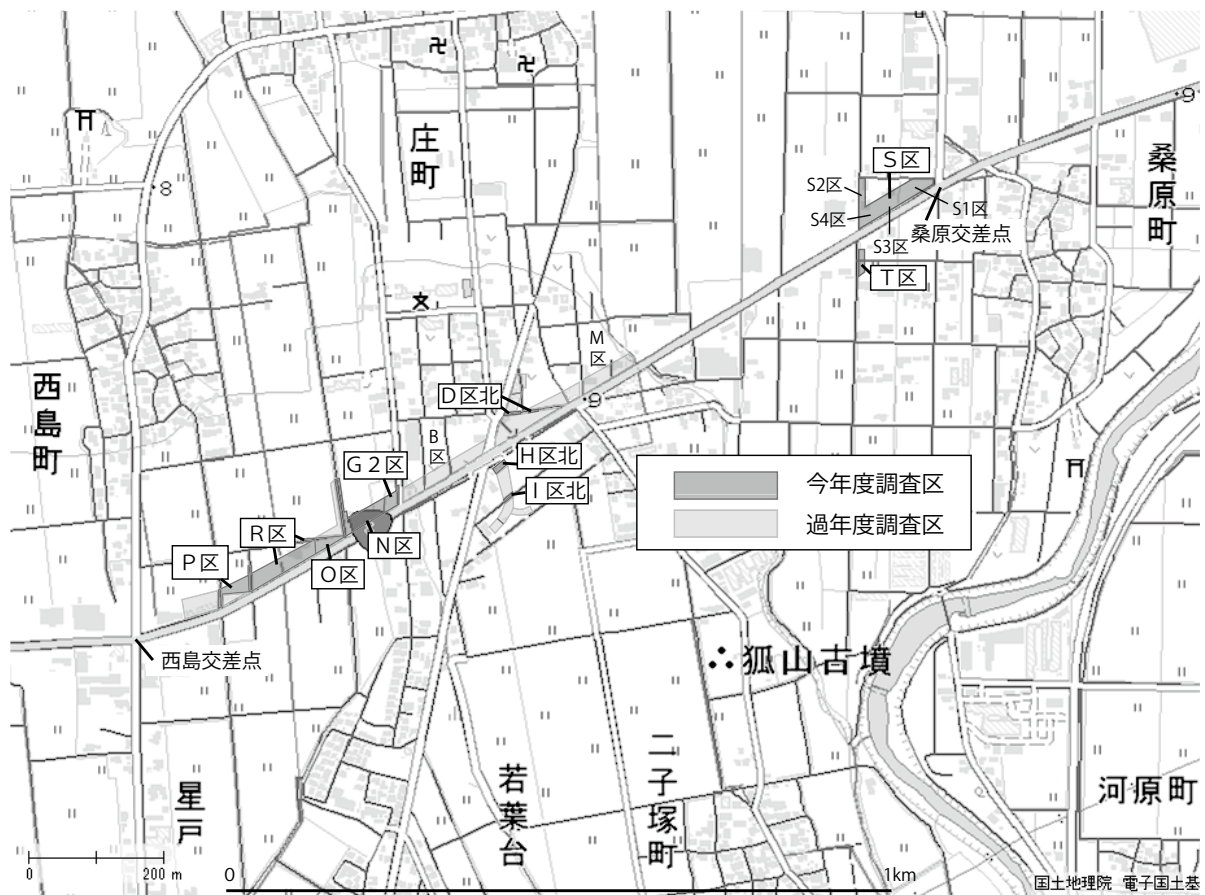 庄町
桑原町
西島町
星戸
若葉台
二子塚町
河原町
狐山古墳
9
8
9
S区
S2区
S1区
S4区
S3区
桑原交差点
T区
M区
D区北
B区
H区北
G2区
I区北
R区
N区
P区
O区
西島交差点
今年度調査区
過年度調査区
0 200 m
0 1km
国土地理院 電子国土基